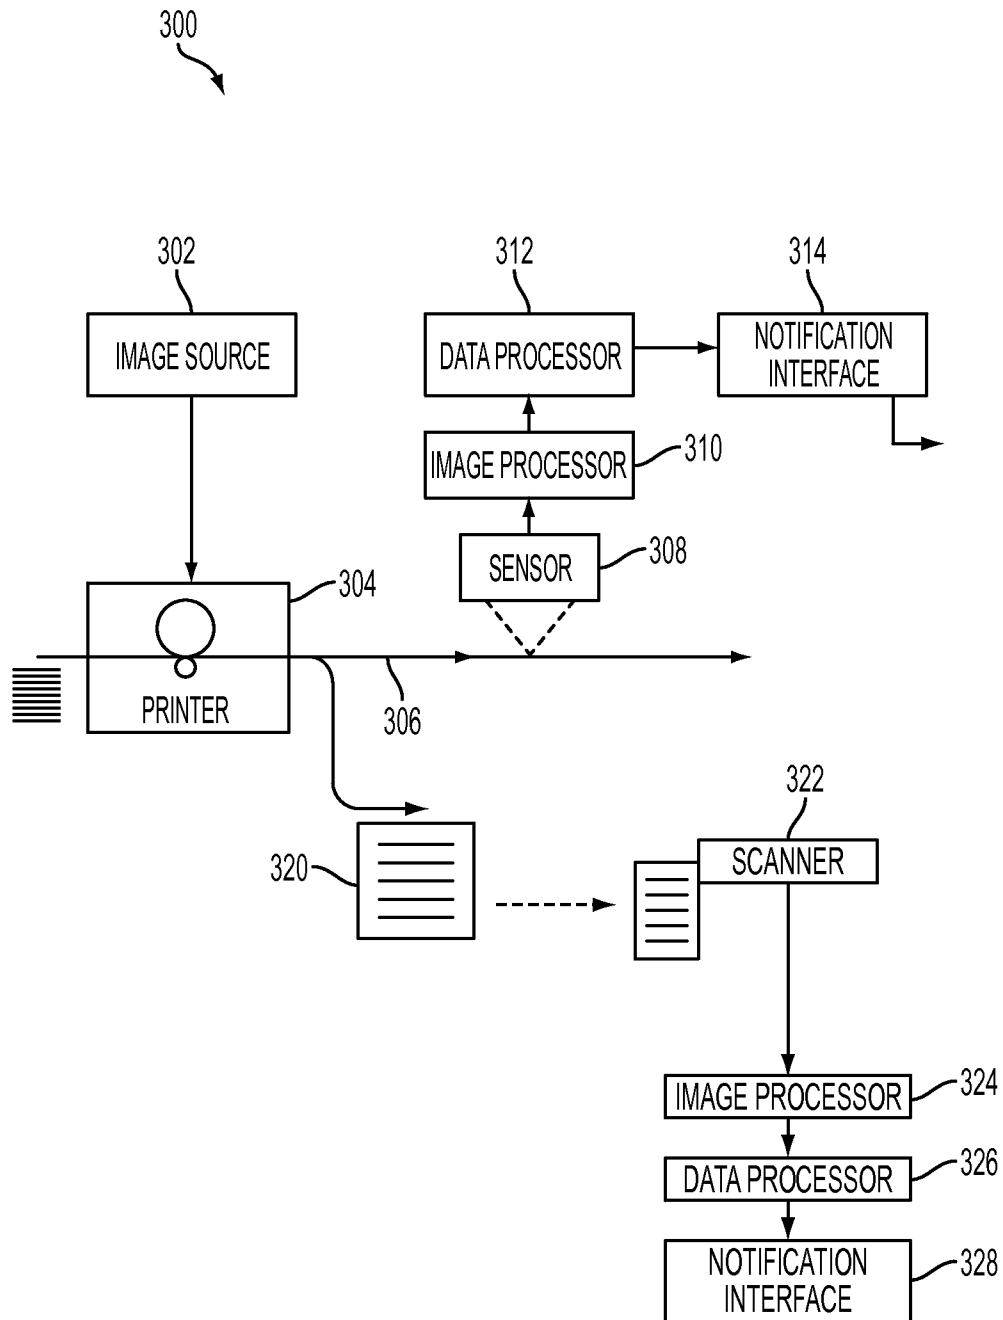 300
302
312
314
IMAGE SOURCE
DATA PROCESSOR
NOTIFICATION
INTERFACE
IMAGE PROCESSOR
310
SENSOR
308
304
PRINTER
306
322
SCANNER
320
IMAGE PROCESSOR
324
DATA PROCESSOR
326
NOTIFICATION
INTERFACE
328